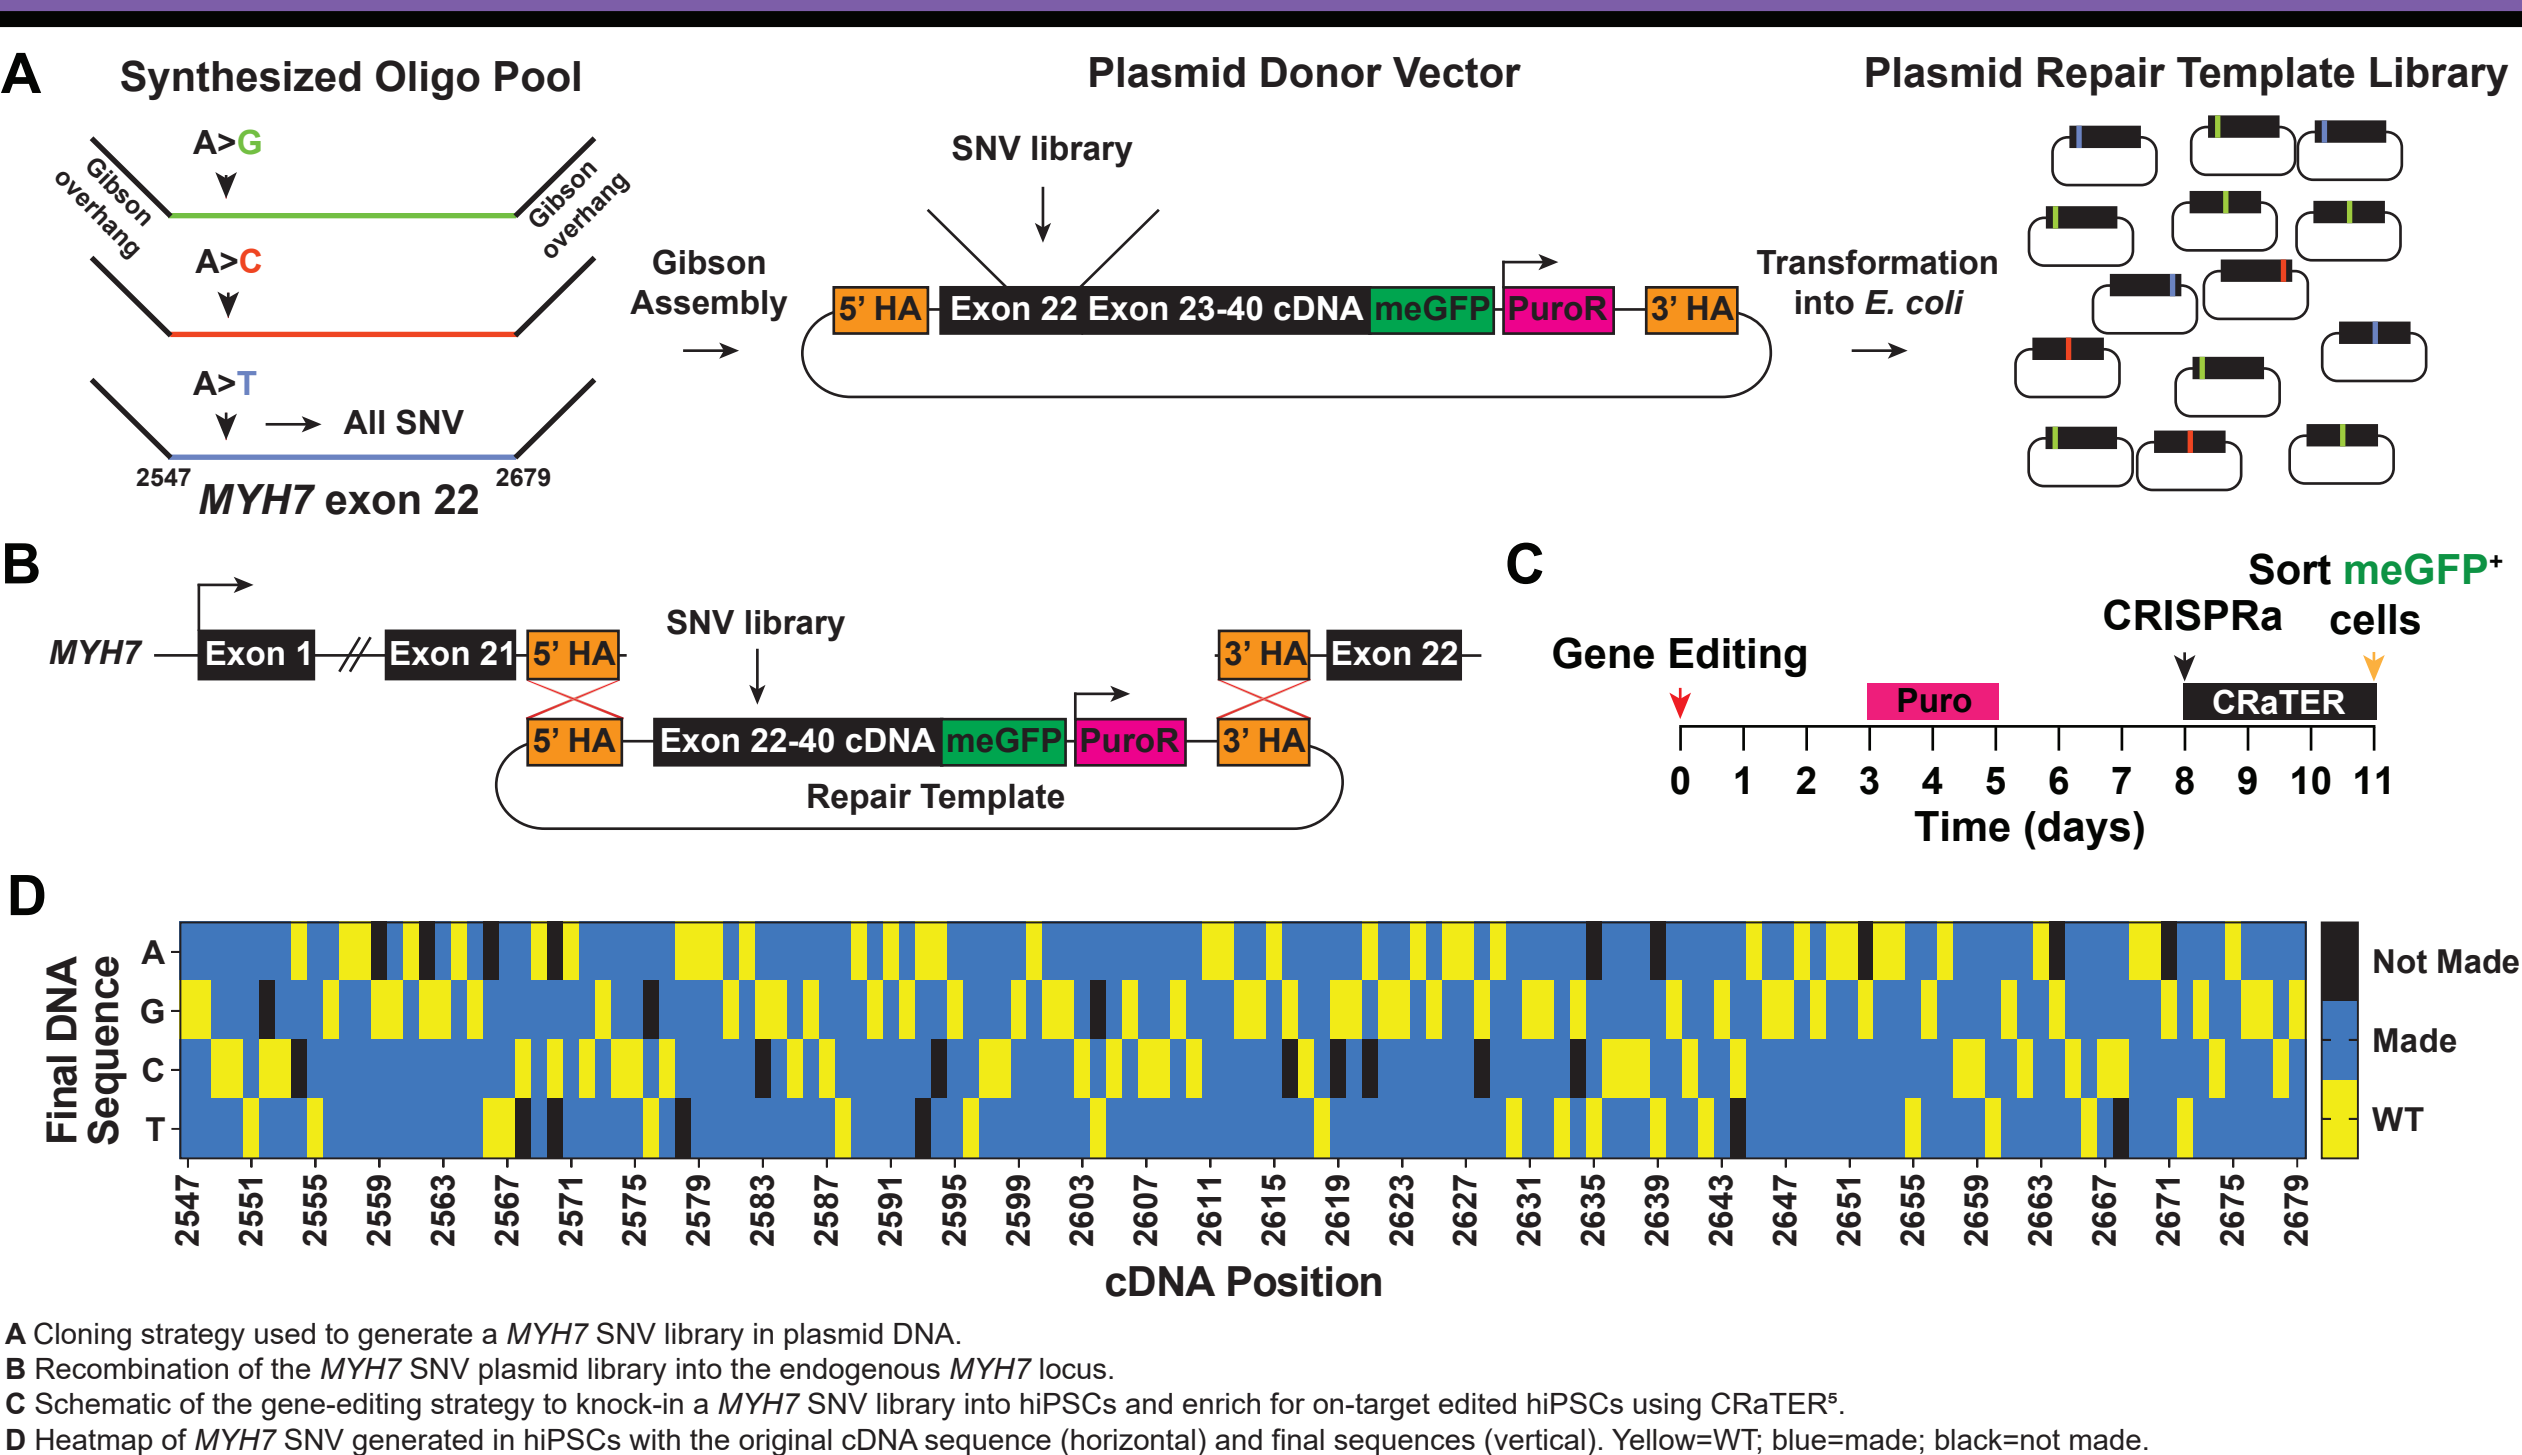 A
Synthesized Oligo Pool
Plasmid Donor Vector
Plasmid Repair Template Library
A>G
Gibson overhang
Gibson overhang
A>C
A>T
All SNV
2547
2679
MYH7 exon 22
Gibson
Assembly
SNV library
5’ HA
Exon 22 Exon 23-40 cDNA
meGFP
PuroR
3’ HA
Transformation
into E. coli
B
MYH7
Exon 1
Exon 21
5’ HA
SNV library
3’ HA
Exon 22
5’ HA
Exon 22-40 cDNA
meGFP
PuroR
3’ HA
Repair Template
C
Gene Editing
CRISPRa
Sort meGFP⁺
cells
Puro
CRaTER
0 1 2 3 4 5 6 7 8 9 10 11
Time (days)
D
Final DNA
Sequence
A
G
C
T
Not Made
Made
WT
2547 2551 2555 2559 2563 2567 2571 2575 2579 2583 2587 2591 2595 2599 2603 2607 2611 2615 2619 2623 2627 2631 2635 2639 2643 2647 2651 2655 2659 2663 2667 2671 2675 2679
cDNA Position
A Cloning strategy used to generate a MYH7 SNV library in plasmid DNA.
B Recombination of the MYH7 SNV plasmid library into the endogenous MYH7 locus.
C Schematic of the gene-editing strategy to knock-in a MYH7 SNV library into hiPSCs and enrich for on-target edited hiPSCs using CRaTER⁵.
D Heatmap of MYH7 SNV generated in hiPSCs with the original cDNA sequence (horizontal) and final sequences (vertical). Yellow=WT; blue=made; black=not made.